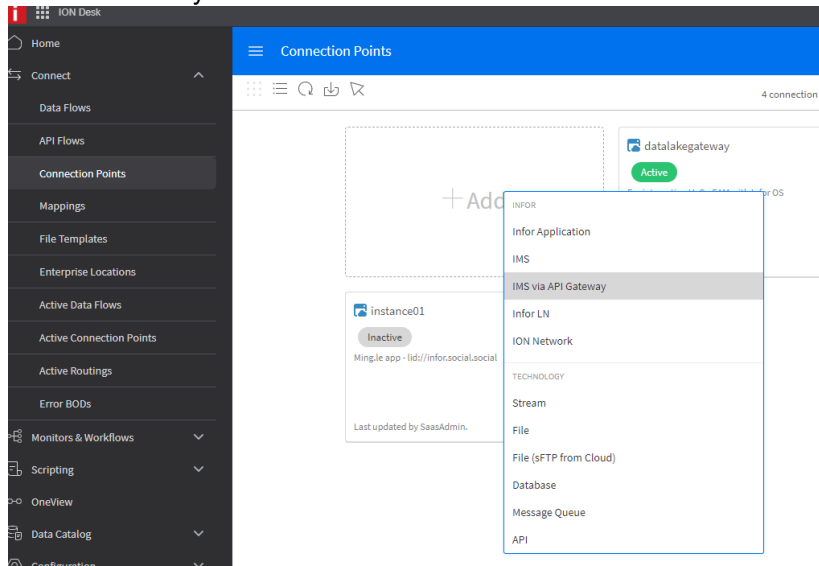 ION Desk
Home
Connect
Data Flows
API Flows
Connection Points
Mappings
File Templates
Enterprise Locations
Active Data Flows
Active Connection Points
Active Routings
Error BODs
Monitors & Workflows
Scripting
OneView
Data Catalog
Configuration
Connection Points
4 connection
Add
datalakegateway
Active
or OS
INFOR
Infor Application
IMS
IMS via API Gateway
Infor LN
ION Network
TECHNOLOGY
Stream
File
File (sFTP from Cloud)
Database
Message Queue
API
instance01
Inactive
Ming.le app - lid://infor.social.social
Last updated by SaasAdmin.